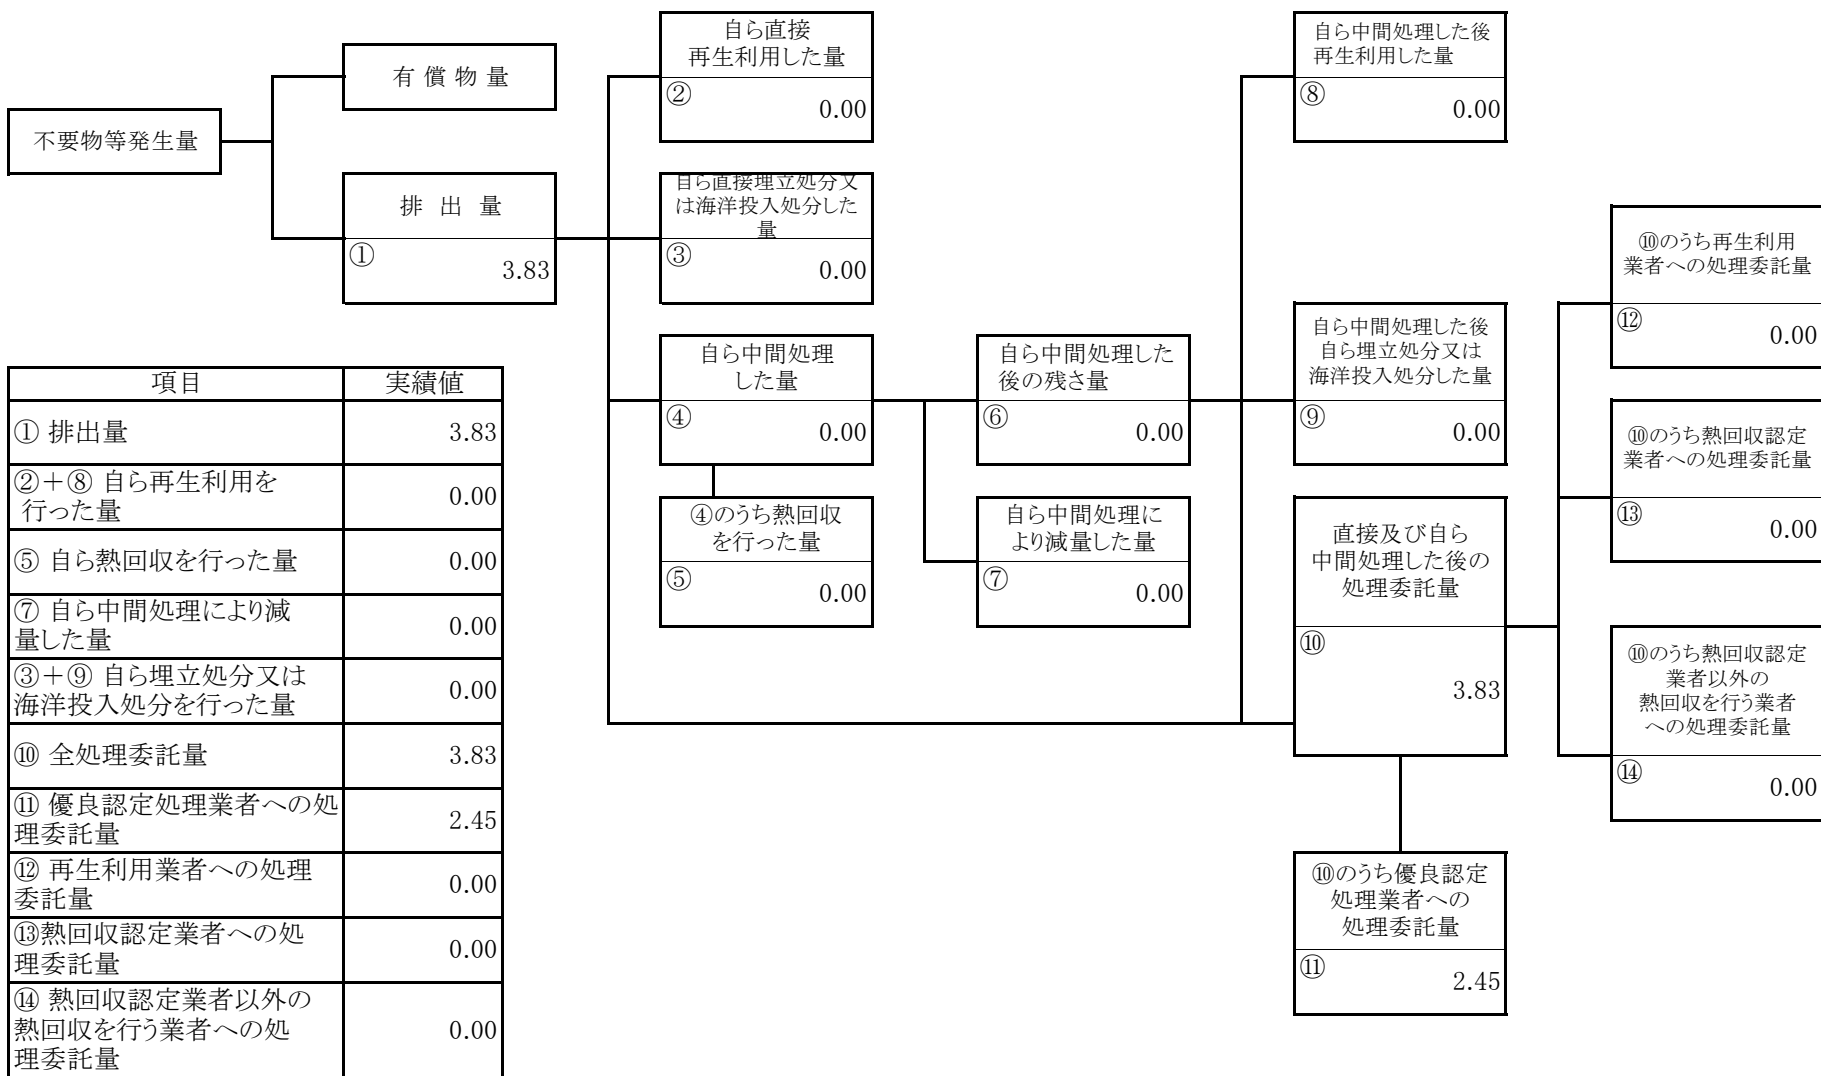 不要物等発生量
有 償 物 量
排 出 量
①
3.83
自ら直接
再生利用した量
②
0.00
自ら直接埋立処分又
は海洋投入処分した
量
③
0.00
自ら中間処理
した量
④
0.00
④のうち熱回収
を行った量
⑤
0.00
自ら中間処理した
後の残さ量
⑥
0.00
自ら中間処理に
より減量した量
⑦
0.00
自ら中間処理した後
再生利用した量
⑧
0.00
自ら中間処理した後
自ら埋立処分又は
海洋投入処分した量
⑨
0.00
直接及び自ら
中間処理した後の
処理委託量
⑩
3.83
⑩のうち優良認定
処理業者への
処理委託量
⑪
2.45
⑩のうち再生利用
業者への処理委託量
⑫
0.00
⑩のうち熱回収認定
業者への処理委託量
⑬
0.00
⑩のうち熱回収認定
業者以外の
熱回収を行う業者
への処理委託量
⑭
0.00
項目 実績値
① 排出量 3.83
②+⑧ 自ら再生利用を
行った量 0.00
⑤ 自ら熱回収を行った量 0.00
⑦ 自ら中間処理により減
量した量 0.00
③+⑨ 自ら埋立処分又は
海洋投入処分を行った量 0.00
⑩ 全処理委託量 3.83
⑪ 優良認定処理業者への処
理委託量 2.45
⑫ 再生利用業者への処理
委託量 0.00
⑬熱回収認定業者への処
理委託量 0.00
⑭ 熱回収認定業者以外の
熱回収を行う業者への処
理委託量 0.00